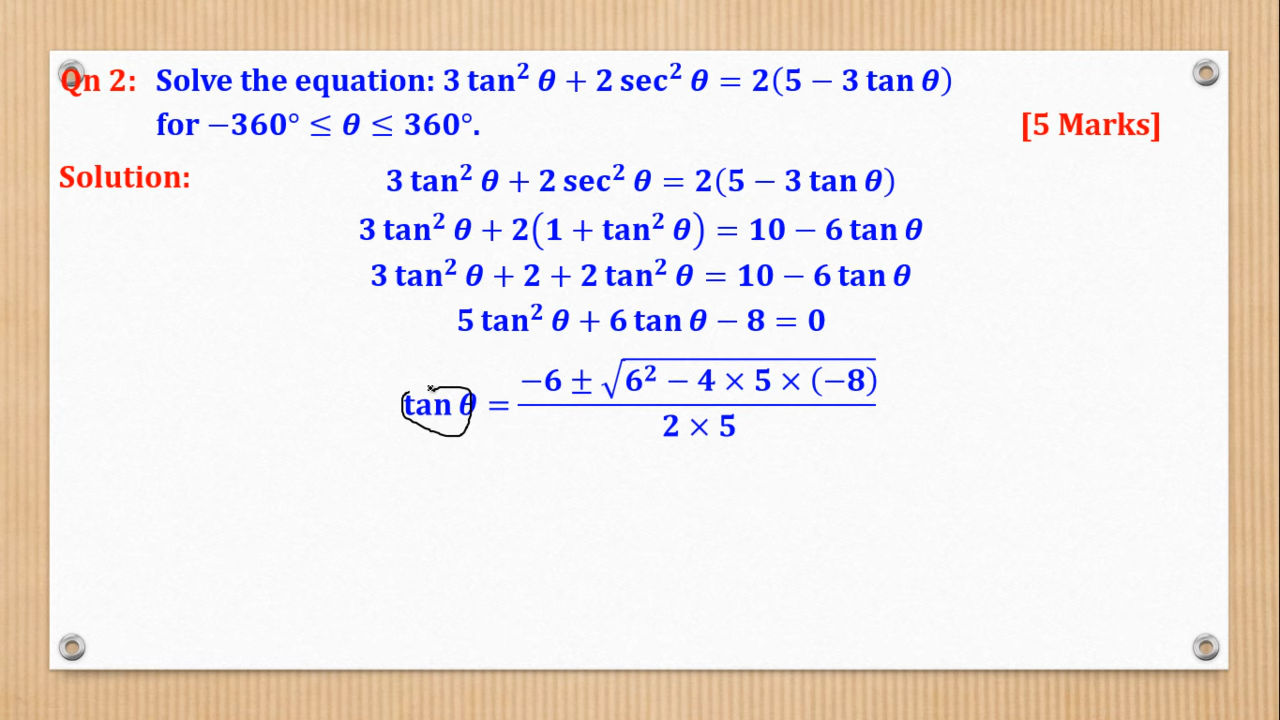 Qn 2: Solve the equation: 3 tan² θ + 2 sec² θ = 2(5 − 3 tan θ)
for −360° ≤ θ ≤ 360°. [5 Marks]
Solution:
3 tan² θ + 2 sec² θ = 2(5 − 3 tan θ)
3 tan² θ + 2(1 + tan² θ) = 10 − 6 tan θ
3 tan² θ + 2 + 2 tan² θ = 10 − 6 tan θ
5 tan² θ + 6 tan θ − 8 = 0
tan θ = (−6 ± √(6² − 4 × 5 × (−8))) / (2 × 5)